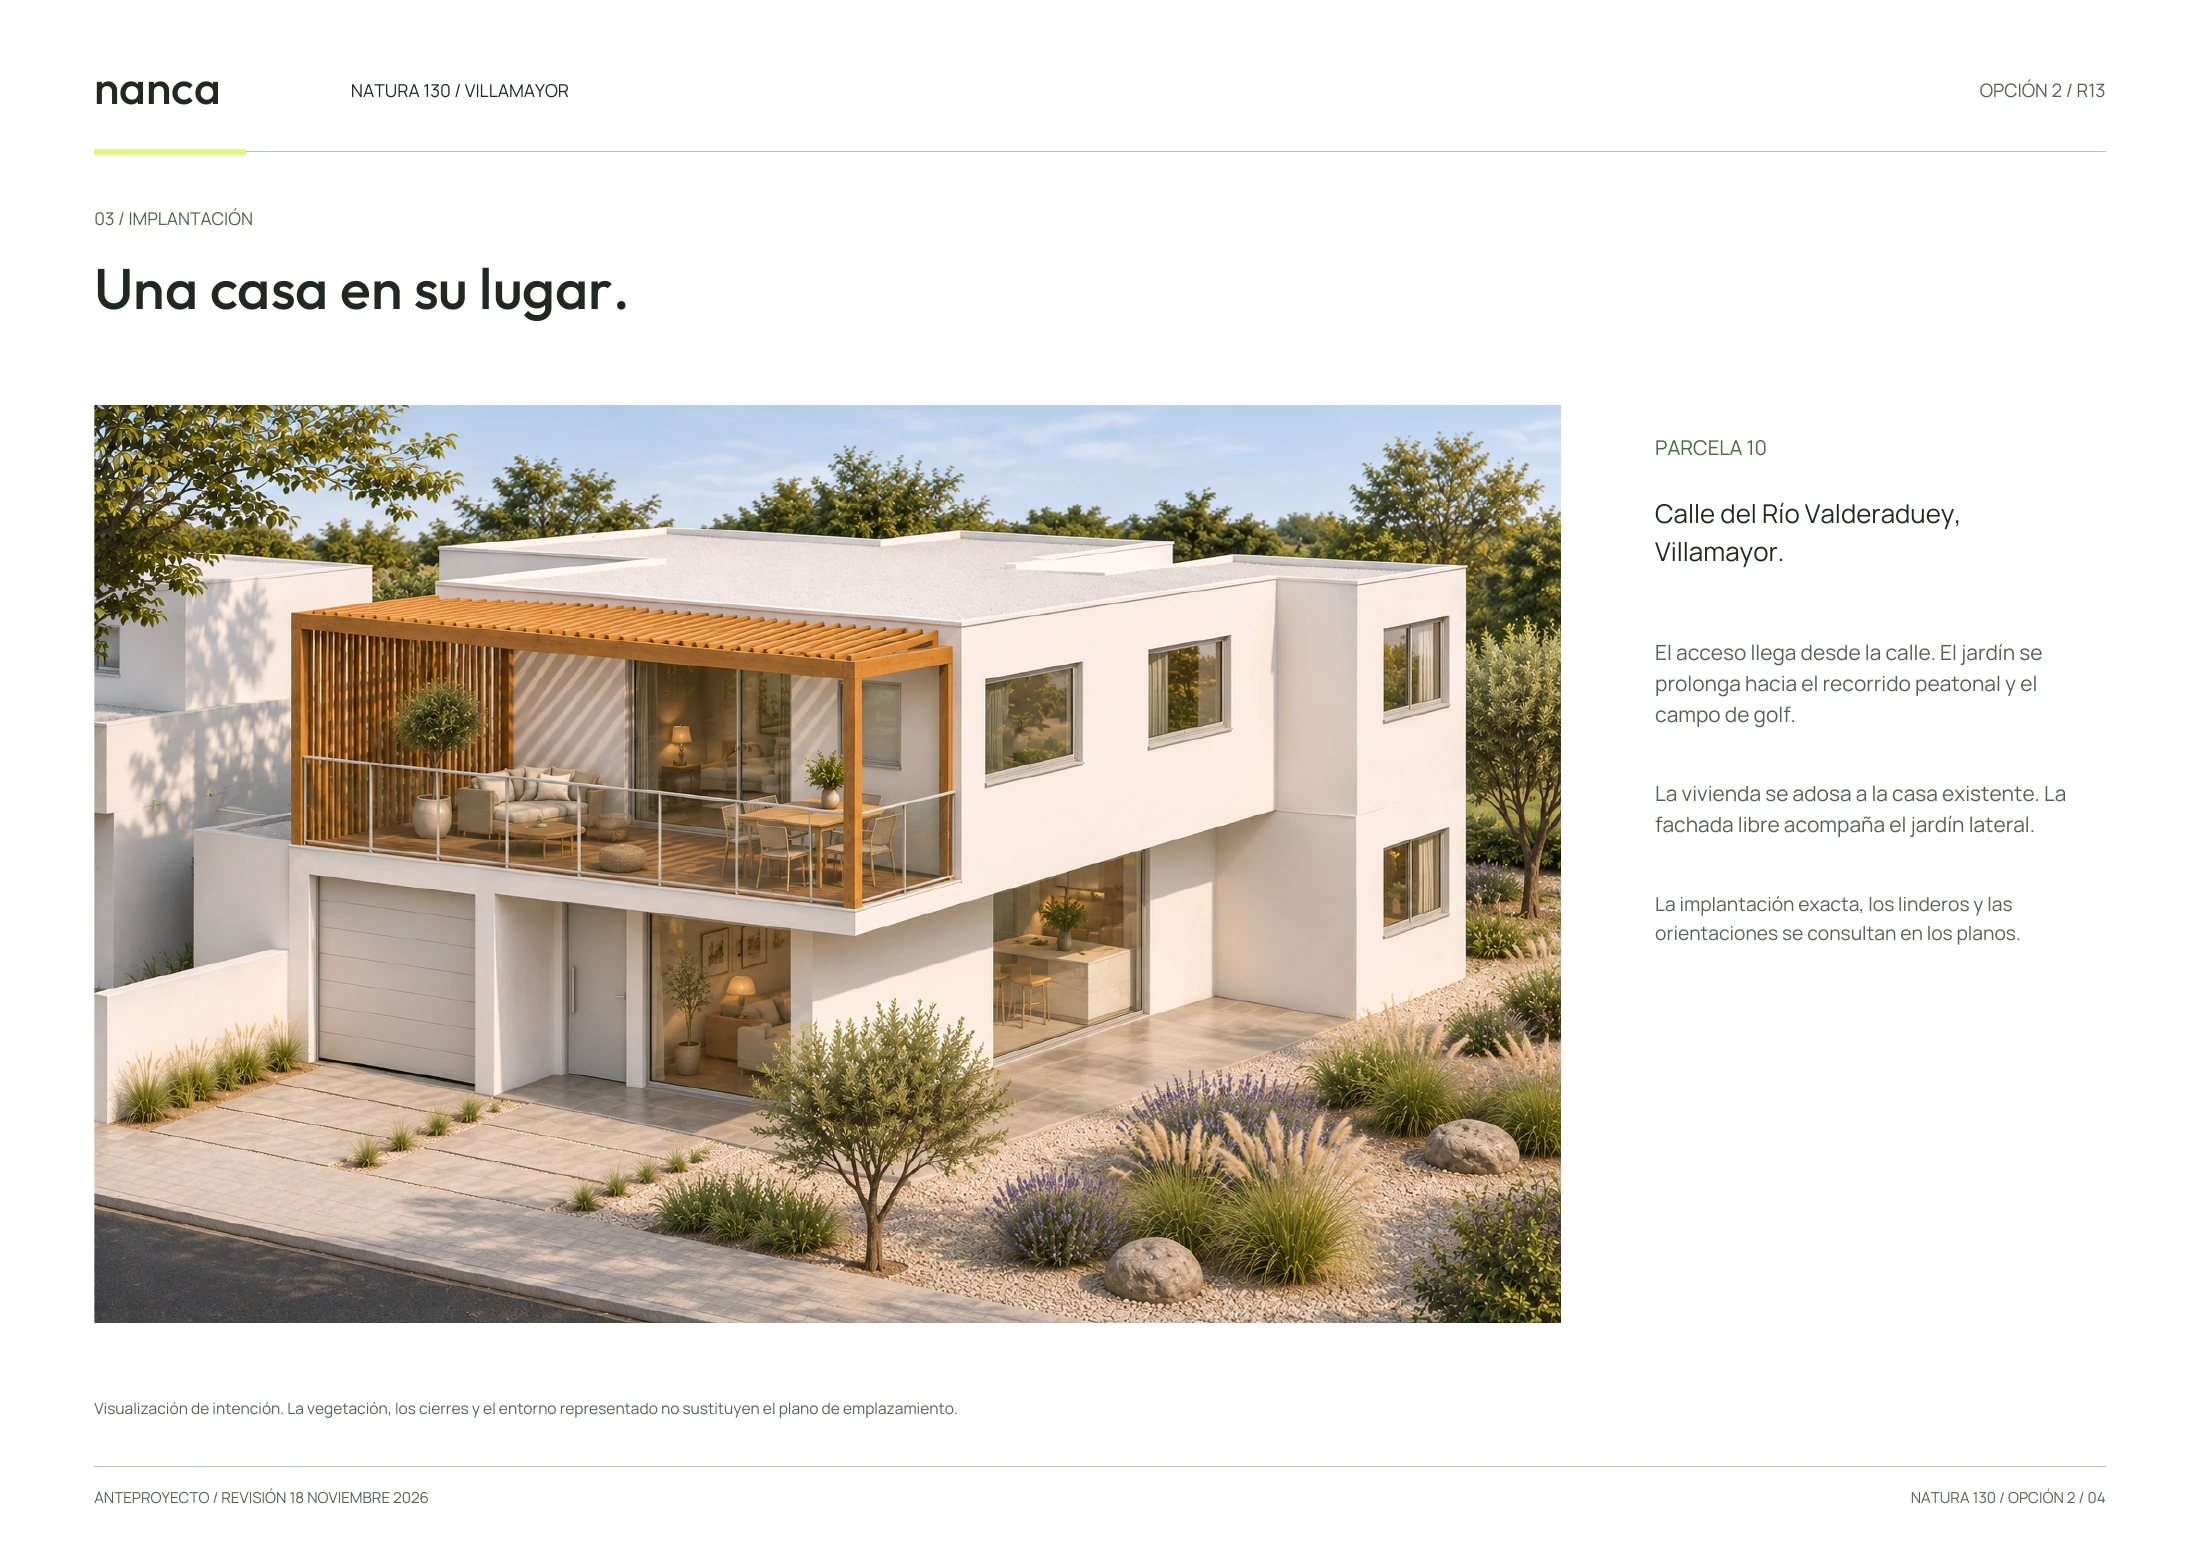 nanca
NATURA 130 / VILLAMAYOR
OPCIÓN 2 / R13
03 / IMPLANTACIÓN
Una casa en su lugar.
PARCELA 10
Calle del Río Valderaduey,
Villamayor.
El acceso llega desde la calle. El jardín se
prolonga hacia el recorrido peatonal y el
campo de golf.
La vivienda se adosa a la casa existente. La
fachada libre acompaña el jardín lateral.
La implantación exacta, los linderos y las
orientaciones se consultan en los planos.
Visualización de intención. La vegetación, los cierres y el entorno representado no sustituyen el plano de emplazamiento.
ANTEPROYECTO / REVISIÓN 18 NOVIEMBRE 2026
NATURA 130 / OPCIÓN 2 / 04